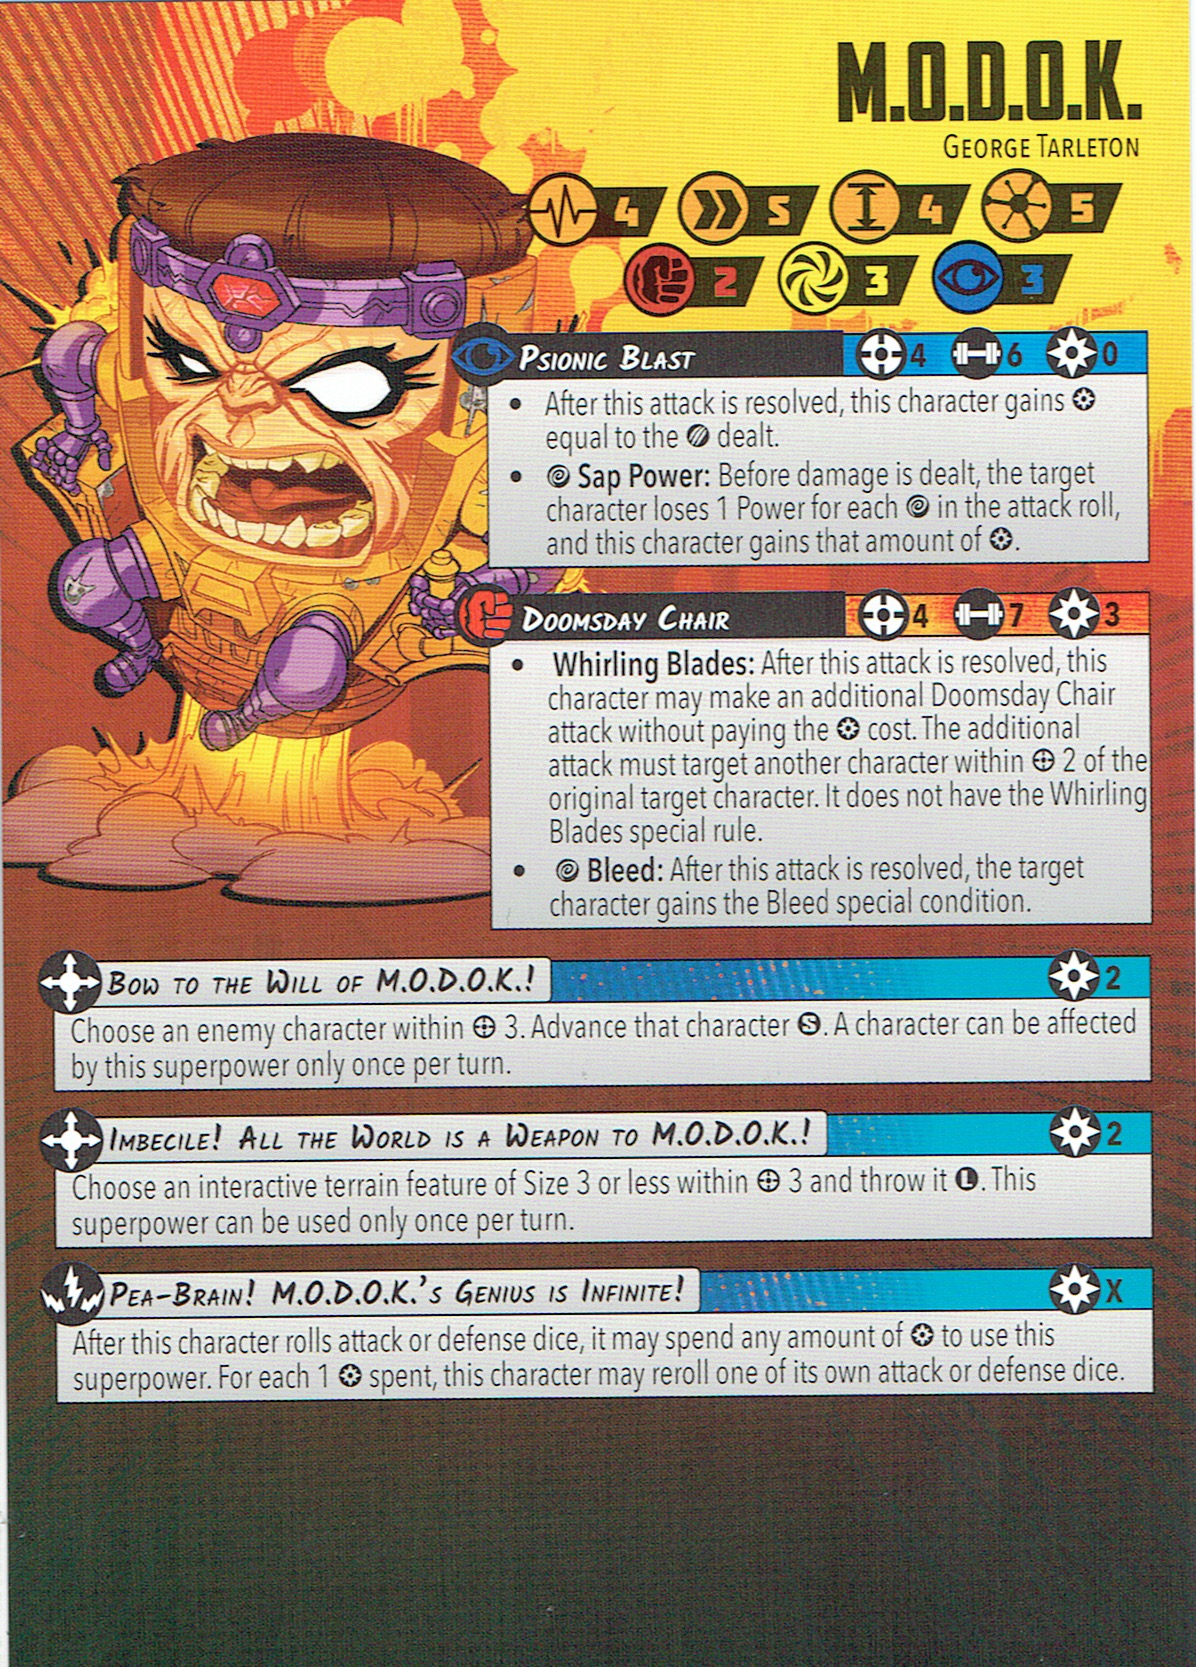 M.O.D.O.K.
GEORGE TARLETON
4 S 4 5
2 3 3
PSIONIC BLAST 4 6 0
• After this attack is resolved, this character gains
equal to the dealt.
• Sap Power: Before damage is dealt, the target
character loses 1 Power for each in the attack roll,
and this character gains that amount of .
DOOMSDAY CHAIR 4 7 3
• Whirling Blades: After this attack is resolved, this
character may make an additional Doomsday Chair
attack without paying the cost. The additional
attack must target another character within 2 of the
original target character. It does not have the Whirling
Blades special rule.
• Bleed: After this attack is resolved, the target
character gains the Bleed special condition.
BOW TO THE WILL OF M.O.D.O.K.! 2
Choose an enemy character within 3. Advance that character S. A character can be affected
by this superpower only once per turn.
IMBECILE! ALL THE WORLD IS A WEAPON TO M.O.D.O.K.! 2
Choose an interactive terrain feature of Size 3 or less within 3 and throw it L. This
superpower can be used only once per turn.
PEA-BRAIN! M.O.D.O.K.'S GENIUS IS INFINITE! X
After this character rolls attack or defense dice, it may spend any amount of to use this
superpower. For each 1 spent, this character may reroll one of its own attack or defense dice.